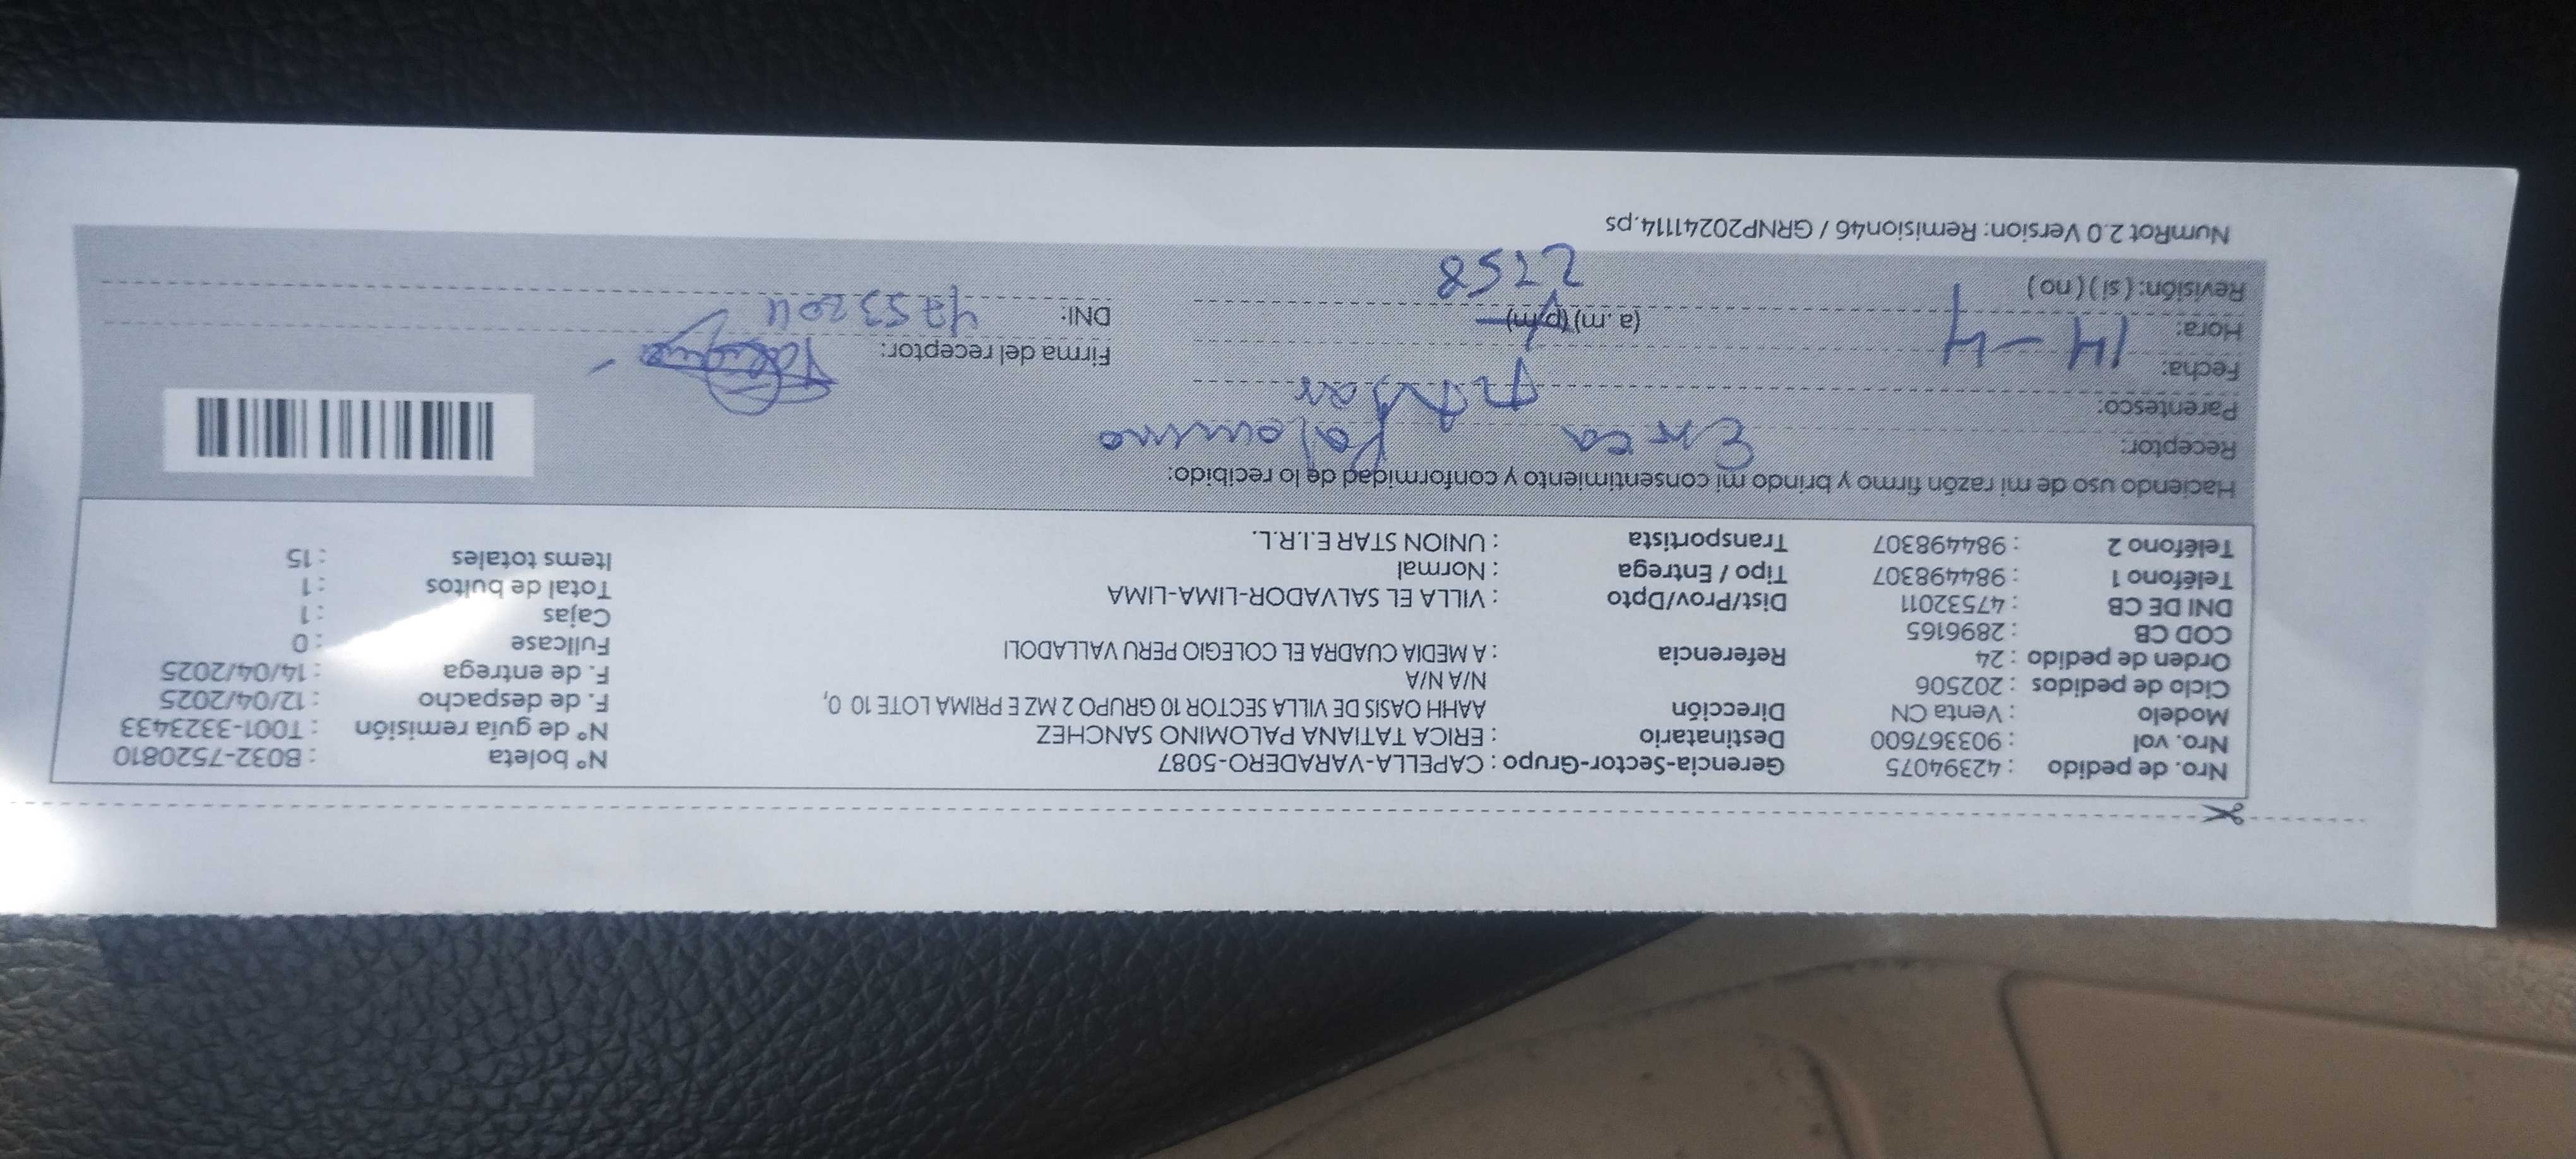 Nro. de pedido : 42394075 Gerencia-Sector-Grupo : CAPELLA-VARADERO-5087 N° boleta : B032-7520810
Nro. vol : 903367600 Destinatario : ERICA TATIANA PALOMINO SANCHEZ N° de guía remisión : T001-3323433
Modelo : Venta CN Dirección AAHH OASIS DE VILLA SECTOR 10 GRUPO 2 MZ E PRIMA LOTE 10 0, F. de despacho : 12/04/2025
Ciclo de pedidos : 202506 N/A N/A F. de entrega : 14/04/2025
Orden de pedido : 24 Referencia : A MEDIA CUADRA EL COLEGIO PERU VALLADOLI Fullcase : 0
COD CB : 2896165 Cajas : 1
DNI DE CB : 47532011 Dist/Prov/Dpto : VILLA EL SALVADOR-LIMA-LIMA Total de bultos : 1
Teléfono 1 : 984498307 Tipo / Entrega : Normal Items totales : 15
Teléfono 2 : 984498307 Transportista : UNION STAR E.I.R.L.
Haciendo uso de mi razón firmo y brindo mi consentimiento y conformidad de lo recibido:
Receptor: Erica Palomino
Parentesco:
Fecha: 14-4 Firma del receptor:
Hora: (a.m) (p.m) DNI:
Revisión: (si) (no) 2258
NumRot 2.0 Version: Remision46 / GRNP20241114.ps